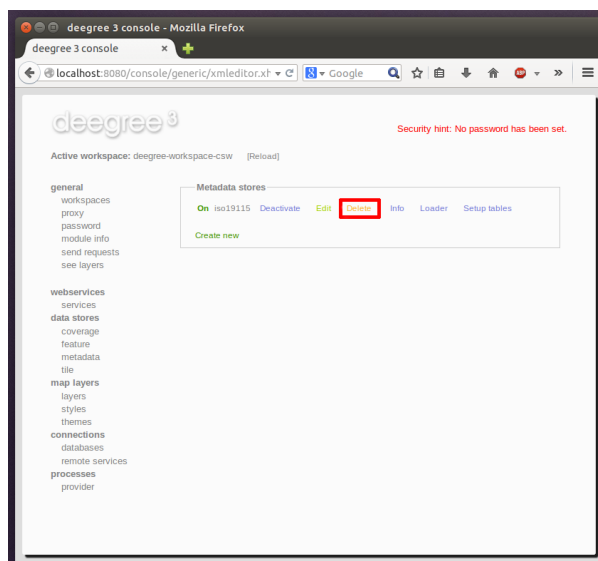 deegree 3 console - Mozilla Firefox
deegree 3 console
localhost:8080/console/generic/xmleditor.xh
Google
deegree 3
Security hint: No password has been set.
Active workspace: deegree-workspace-csw [Reload]
general
workspaces
proxy
password
module info
send requests
see layers
webservices
services
data stores
coverage
feature
metadata
tile
map layers
layers
styles
themes
connections
databases
remote services
processes
provider
Metadata stores
On iso19115 Deactivate Edit Delete Info Loader Setup tables
Create new